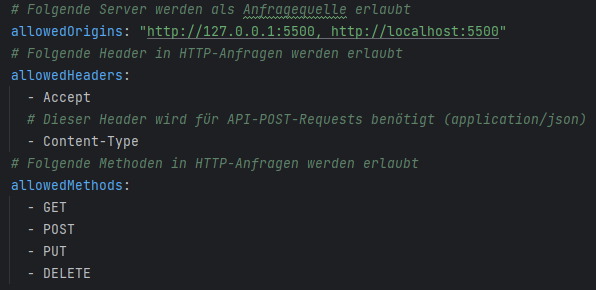 # Folgende Server werden als Anfragequelle erlaubt
allowedOrigins: "http://127.0.0.1:5500, http://localhost:5500"
# Folgende Header in HTTP-Anfragen werden erlaubt
allowedHeaders:
- Accept
# Dieser Header wird für API-POST-Requests benötigt (application/json)
- Content-Type
# Folgende Methoden in HTTP-Anfragen werden erlaubt
allowedMethods:
- GET
- POST
- PUT
- DELETE